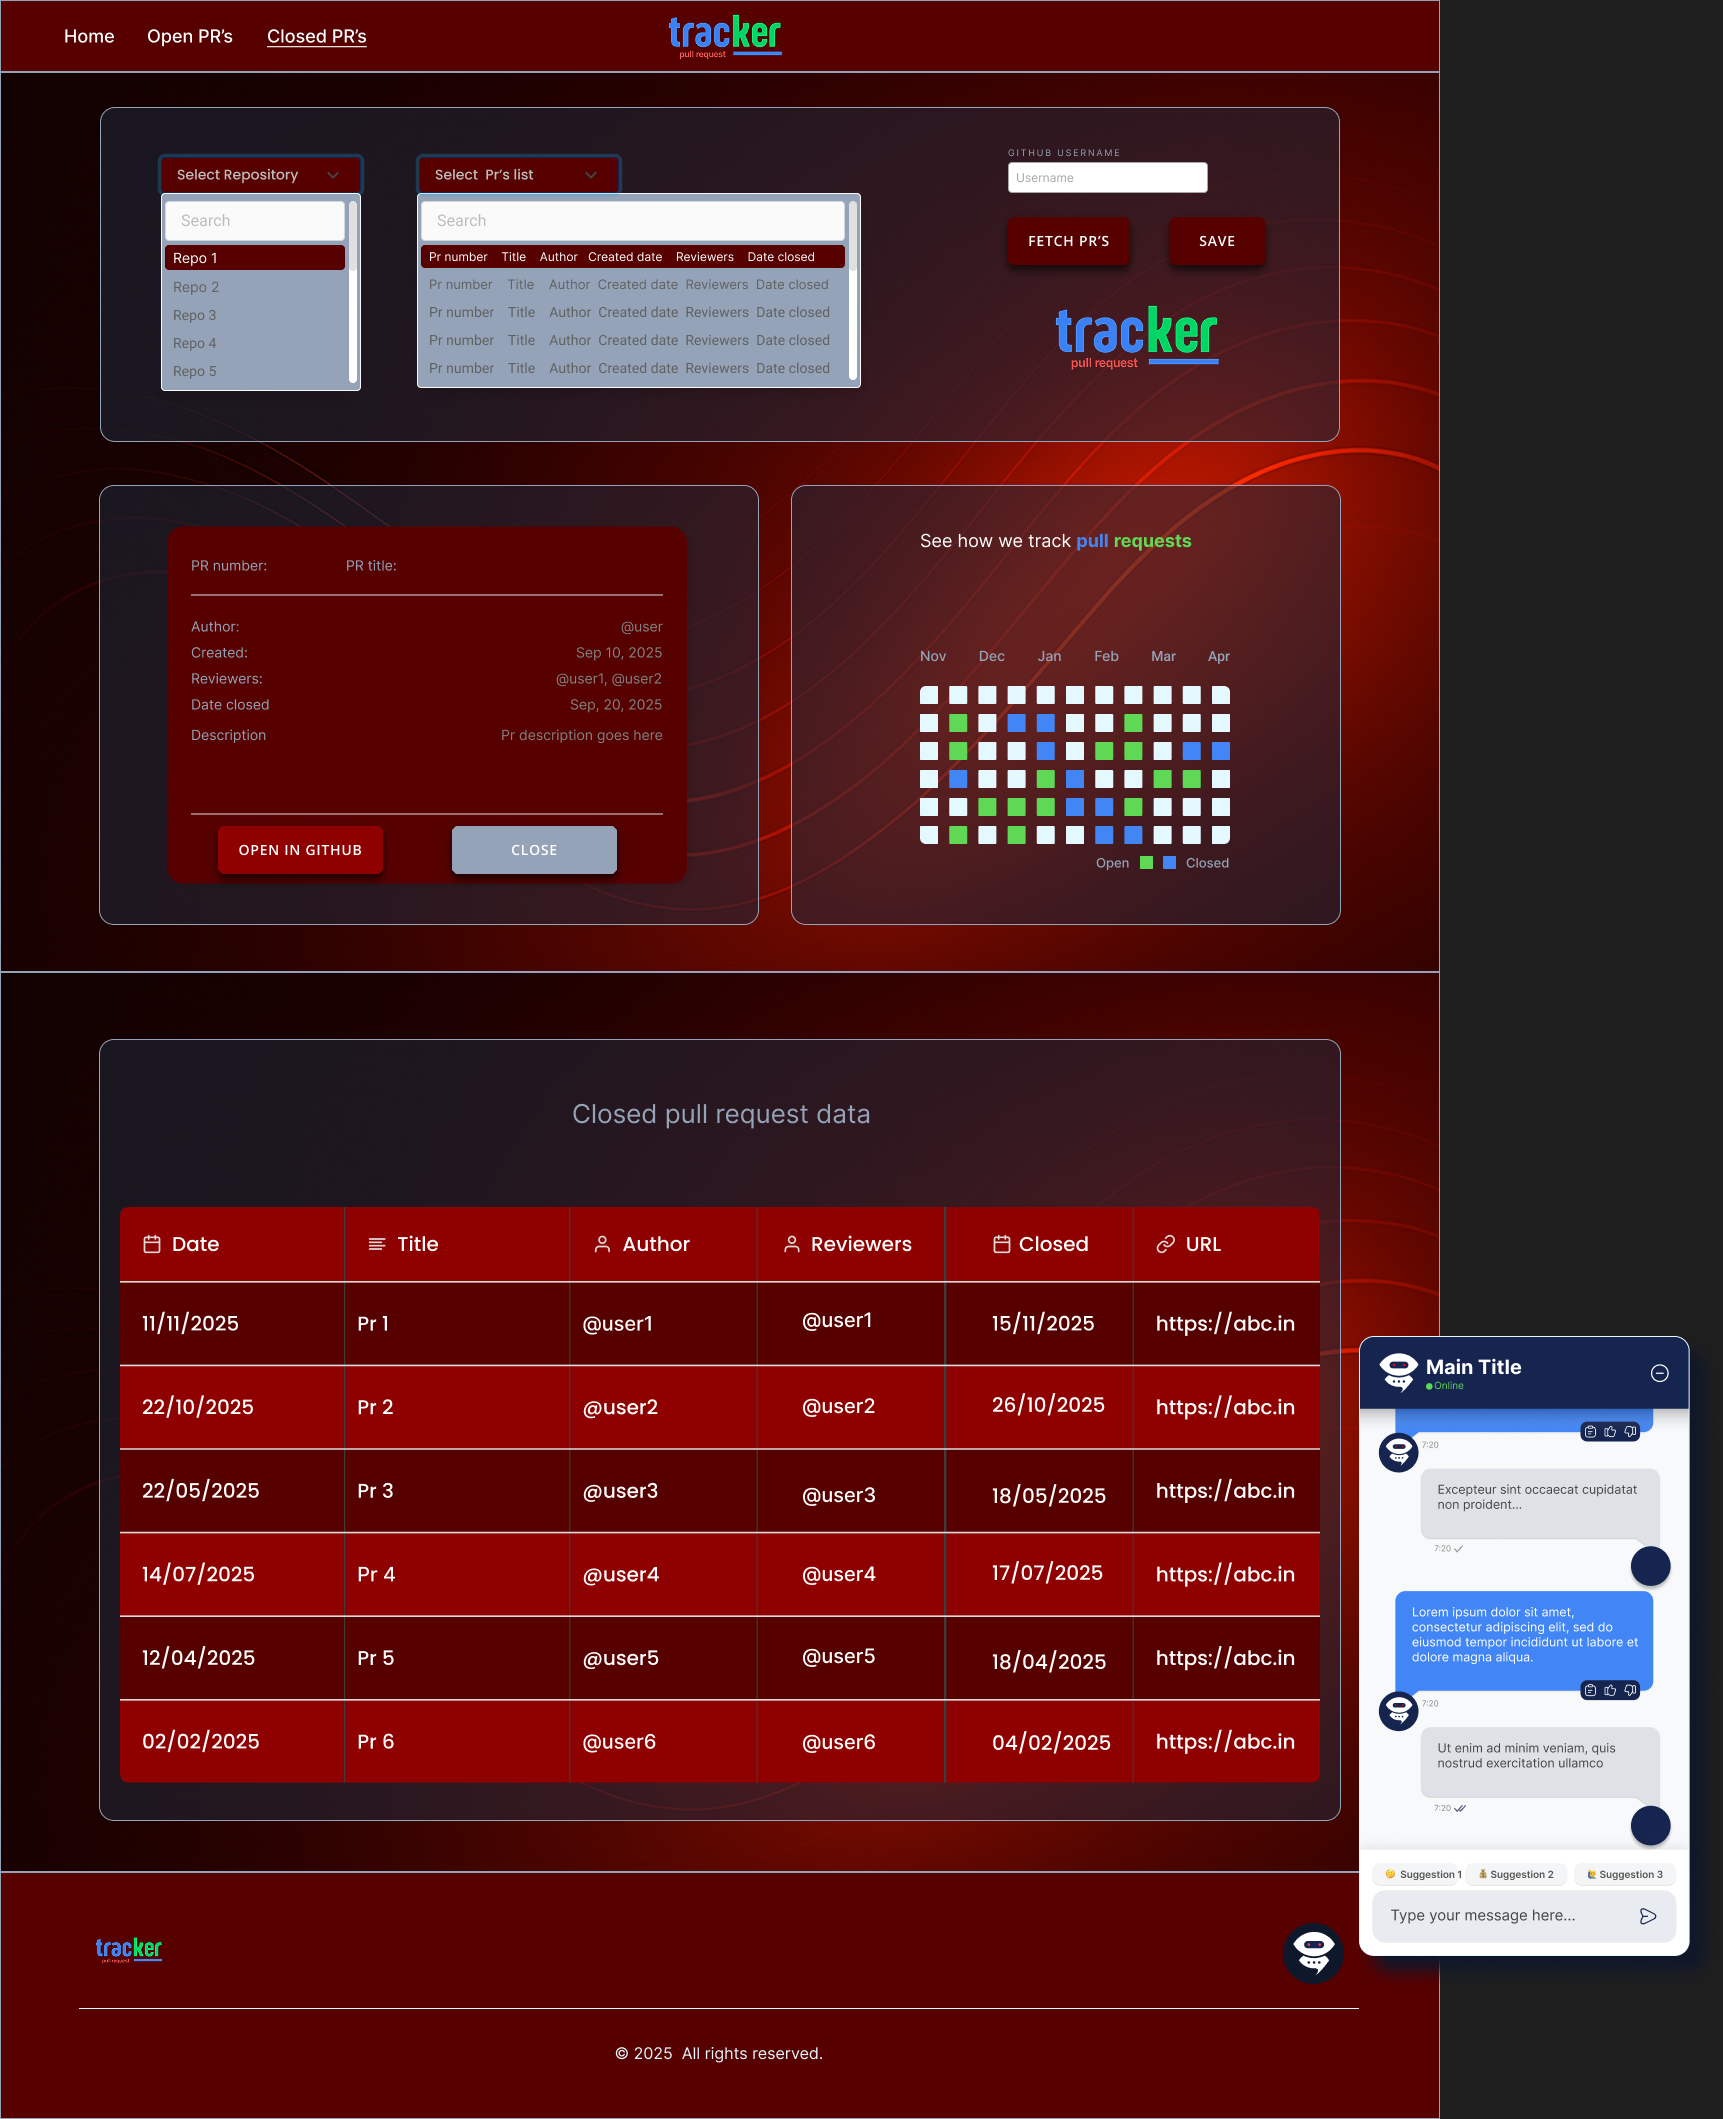 Home Open PR's Closed PR's
tracker
pull request
Select Repository
Search
Repo 1
Repo 2
Repo 3
Repo 4
Repo 5
Select Pr's list
Search
Pr number Title Author Created date Reviewers Date closed
Pr number Title Author Created date Reviewers Date closed
Pr number Title Author Created date Reviewers Date closed
Pr number Title Author Created date Reviewers Date closed
Pr number Title Author Created date Reviewers Date closed
GITHUB USERNAME
Username
FETCH PR'S SAVE
tracker
pull request
PR number: PR title:
Author: @user
Created: Sep 10, 2025
Reviewers: @user1, @user2
Date closed Sep, 20, 2025
Description Pr description goes here
OPEN IN GITHUB CLOSE
See how we track pull requests
Nov Dec Jan Feb Mar Apr
Open Closed
Closed pull request data
Date Title Author Reviewers Closed URL
11/11/2025 Pr 1 @user1 @user1 15/11/2025 https://abc.in
22/10/2025 Pr 2 @user2 @user2 26/10/2025 https://abc.in
22/05/2025 Pr 3 @user3 @user3 18/05/2025 https://abc.in
14/07/2025 Pr 4 @user4 @user4 17/07/2025 https://abc.in
12/04/2025 Pr 5 @user5 @user5 18/04/2025 https://abc.in
02/02/2025 Pr 6 @user6 @user6 04/02/2025 https://abc.in
Main Title
Online
7:20
Excepteur sint occaecat cupidatat
non proident...
7:20
Lorem ipsum dolor sit amet,
consectetur adipiscing elit, sed do
eiusmod tempor incididunt ut labore et
dolore magna aliqua.
7:20
Ut enim ad minim veniam, quis
nostrud exercitation ullamco
7:20
🤔 Suggestion 1 💰 Suggestion 2 🙋 Suggestion 3
Type your message here...
tracker
pull request
© 2025 All rights reserved.